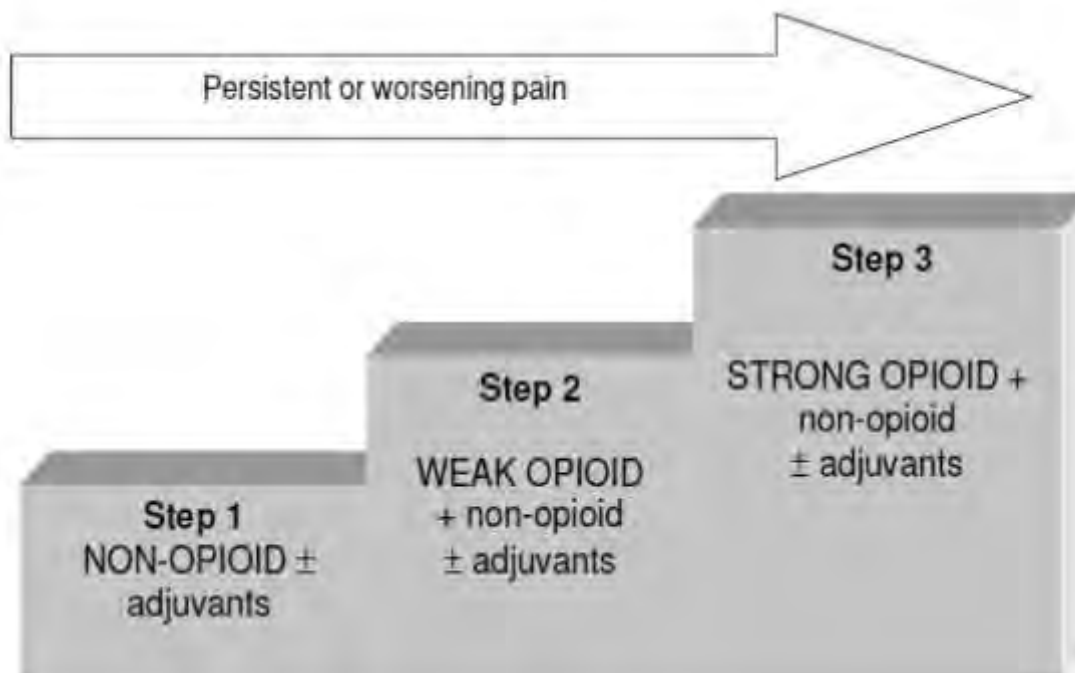 Persistent or worsening pain
Step 1
NON-OPIOID ±
adjuvants
Step 2
WEAK OPIOID
+ non-opioid
± adjuvants
Step 3
STRONG OPIOID +
non-opioid
± adjuvants